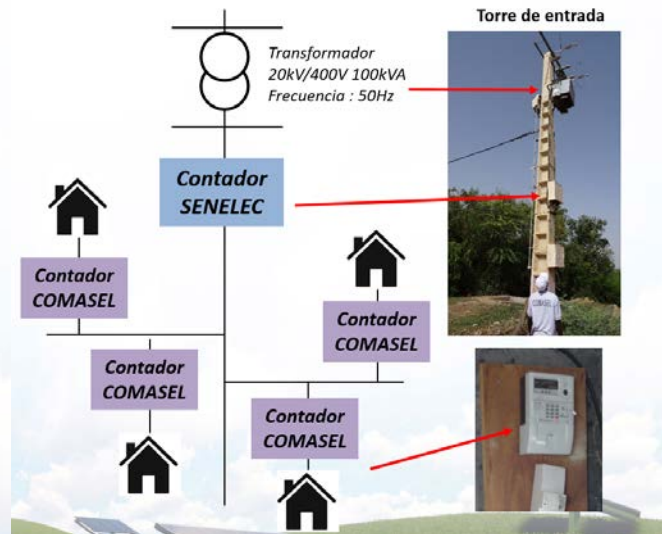 Torre de entrada
Transformador
20kV/400V 100kVA
Frecuencia : 50Hz
Contador
SENELEC
Contador
COMASEL
Contador
COMASEL
Contador
COMASEL
Contador
COMASEL
COMASEL